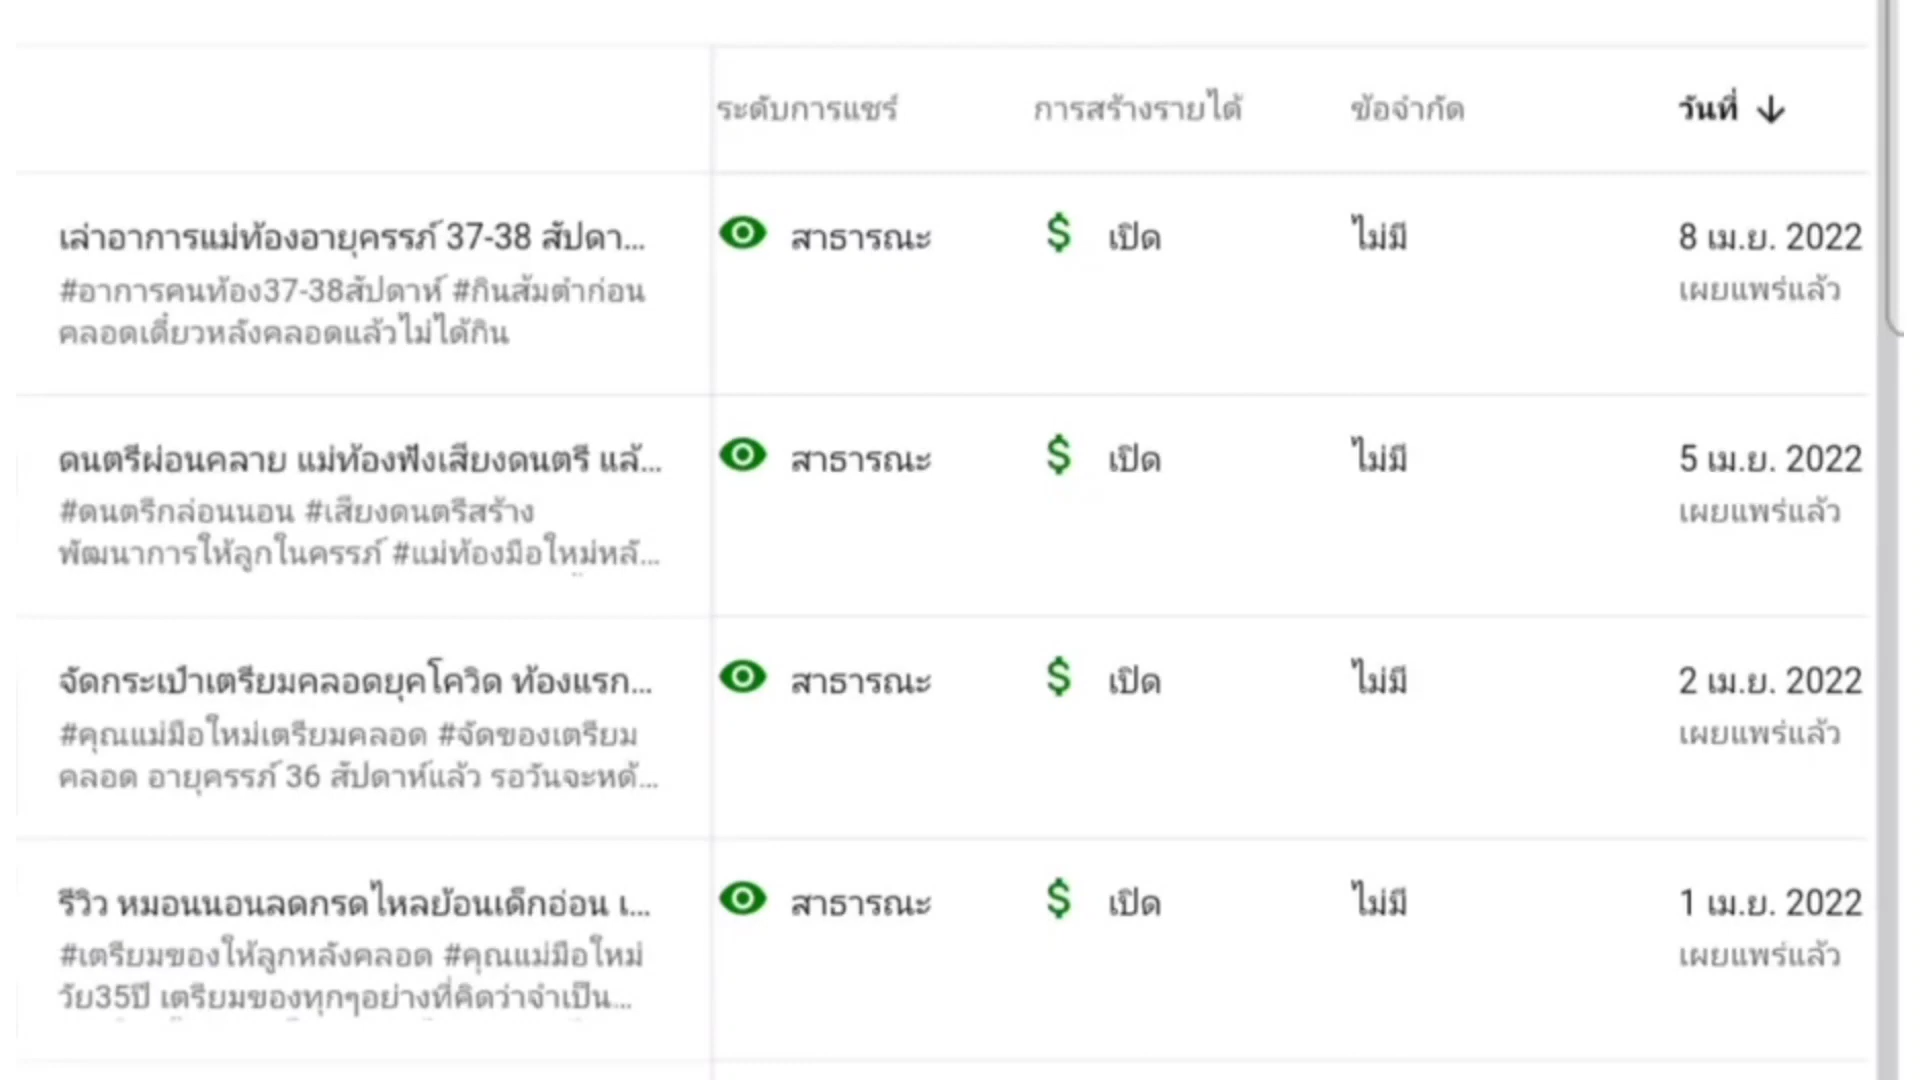 ระดับการแชร์ การสร้างรายได้ ข้อจำกัด วันที่
เล่าอาการแม่ท้องอายุครรภ์ 37-38 สัปดา... สาธารณะ เปิด ไม่มี 8 เม.ย. 2022
#อาการคนท้อง37-38สัปดาห์ #กินส้มตำก่อน เผยแพร่แล้ว
คลอดเดี๋ยวหลังคลอดแล้วไม่ได้กิน
ดนตรีผ่อนคลาย แม่ท้องฟังเสียงดนตรี แล้... สาธารณะ เปิด ไม่มี 5 เม.ย. 2022
#ดนตรีกล่อนนอน #เสียงดนตรีสร้าง เผยแพร่แล้ว
พัฒนาการให้ลูกในครรภ์ #แม่ท้องมือใหม่หลั...
จัดกระเป๋าเตรียมคลอดยุคโควิด ท้องแรก... สาธารณะ เปิด ไม่มี 2 เม.ย. 2022
#คุณแม่มือใหม่เตรียมคลอด #จัดของเตรียม เผยแพร่แล้ว
คลอด อายุครรภ์ 36 สัปดาห์แล้ว รอวันจะหด้...
รีวิว หมอนนอนลดกรดไหลย้อนเด็กอ่อน เ... สาธารณะ เปิด ไม่มี 1 เม.ย. 2022
#เตรียมของให้ลูกหลังคลอด #คุณแม่มือใหม่ เผยแพร่แล้ว
วัย35ปี เตรียมของทุกๆอย่างที่คิดว่าจำเป็น...